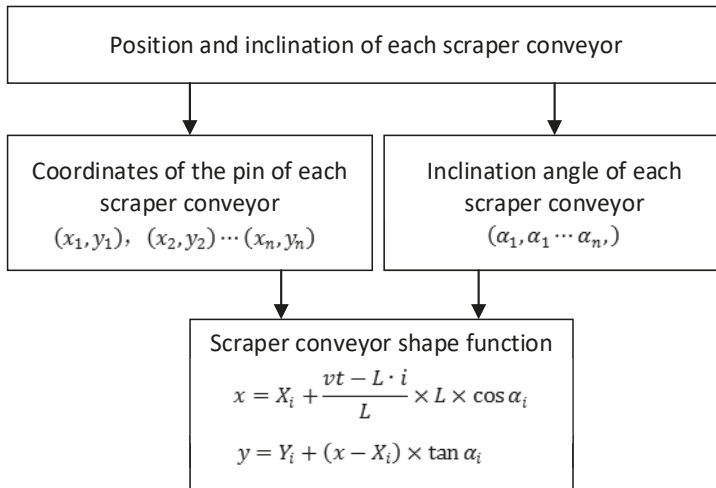 Position and inclination of each scraper conveyor
Coordinates of the pin of each
scraper conveyor
(x₁,y₁), (x₂,y₂)⋯(xₙ,yₙ)
Inclination angle of each
scraper conveyor
(α₁,α₁ ⋯ αₙ,)
Scraper conveyor shape function
x = Xᵢ + (vt − L · i)/L × L × cos αᵢ
y = Yᵢ + (x − Xᵢ) × tan αᵢ